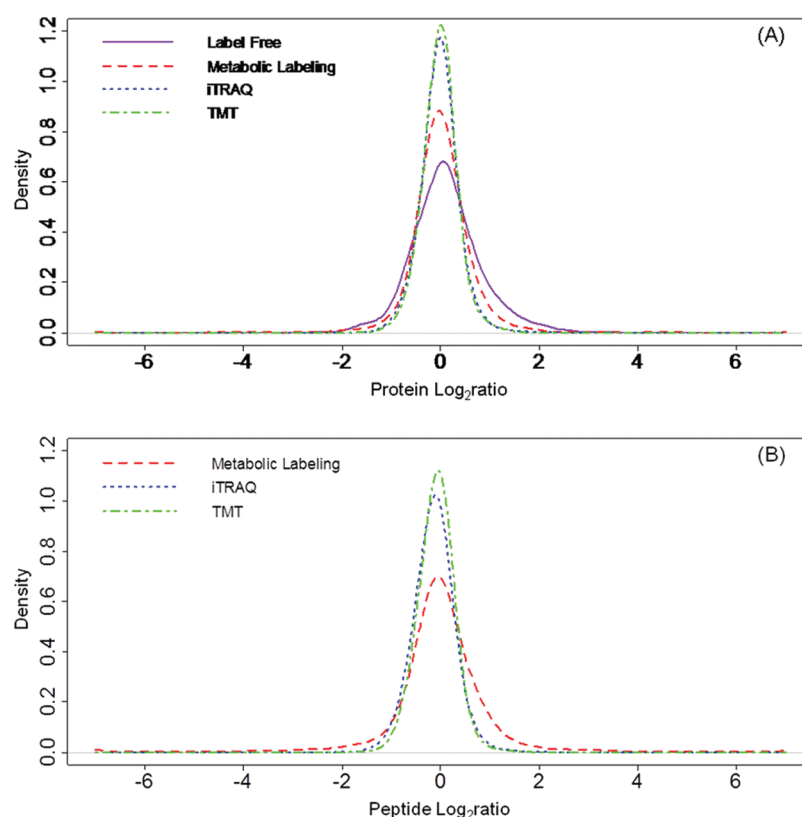 (A)
Label Free
Metabolic Labeling
iTRAQ
TMT
Density
1.2
1.0
0.8
0.6
0.4
0.2
0.0
-6 -4 -2 0 2 4 6
Protein Log₂ratio
(B)
Metabolic Labeling
iTRAQ
TMT
Density
1.2
1.0
0.8
0.6
0.4
0.2
0.0
-6 -4 -2 0 2 4 6
Peptide Log₂ratio